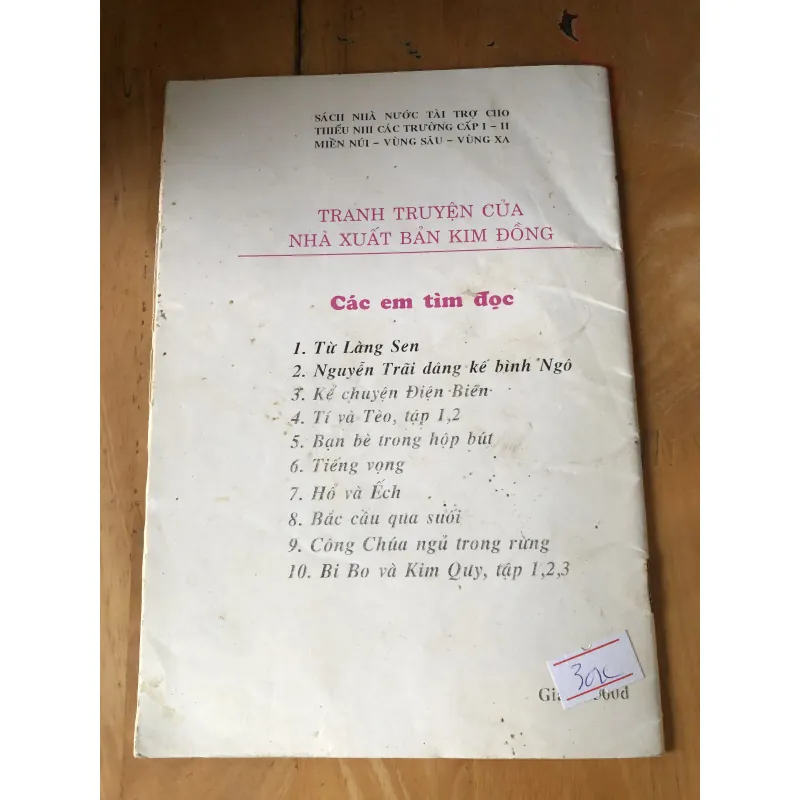 SÁCH NHÀ NƯỚC TÀI TRỢ CHO
THIẾU NHI CÁC TRƯỜNG CẤP I - II
MIỀN NÚI - VÙNG SÂU - VÙNG XA
TRANH TRUYỆN CỦA
NHÀ XUẤT BẢN KIM ĐỒNG
Các em tìm đọc
1. Từ Làng Sen
2. Nguyễn Trãi dâng kế bình Ngô
3. Kể chuyện Điện Biên
4. Tí và Tèo, tập 1,2
5. Bạn bè trong hộp bút
6. Tiếng vọng
7. Hổ và Ếch
8. Bắc cầu qua suối
9. Công Chúa ngủ trong rừng
10. Bi Bo và Kim Quy, tập 1,2,3
30k